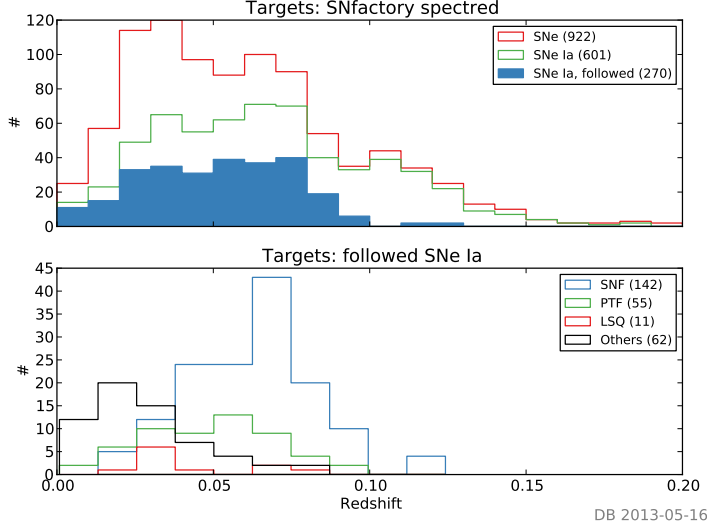 Targets: SNfactory spectred
120
100
80
60
40
20
0
#
SNe (922)
SNe Ia (601)
SNe Ia, followed (270)
Targets: followed SNe Ia
45
40
35
30
25
20
15
10
5
0
#
SNF (142)
PTF (55)
LSQ (11)
Others (62)
0.00 0.05 0.10 0.15 0.20
Redshift
DB 2013-05-16